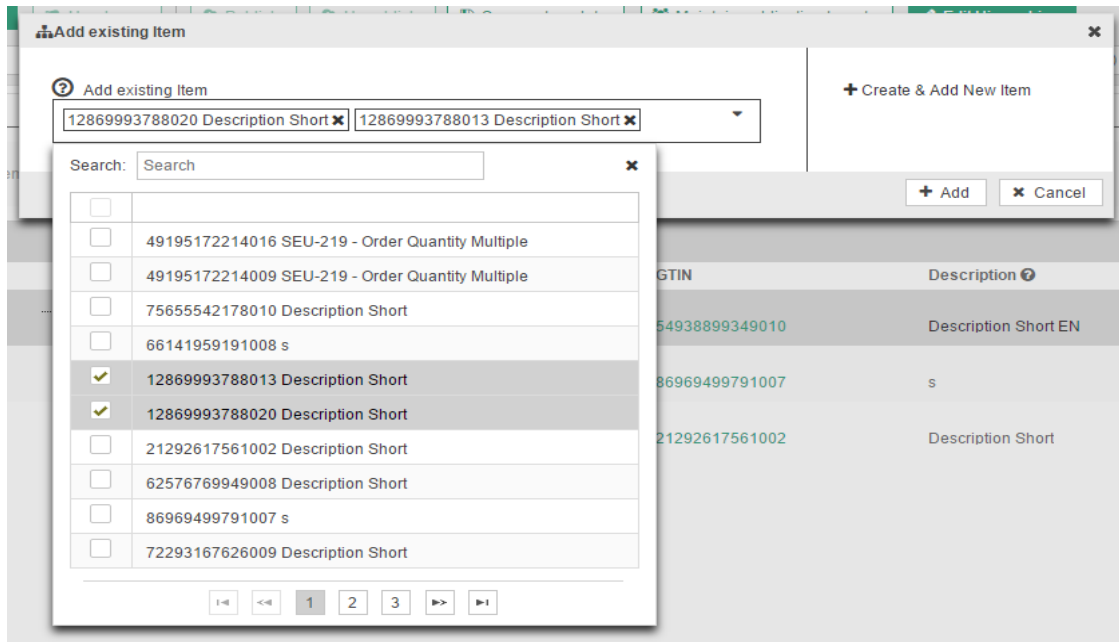 Add existing Item
Add existing Item
+ Create & Add New Item
12869993788020 Description Short 12869993788013 Description Short
Search: Search
+ Add Cancel
49195172214016 SEU-219 - Order Quantity Multiple
49195172214009 SEU-219 - Order Quantity Multiple
75655542178010 Description Short
66141959191008 s
12869993788013 Description Short
12869993788020 Description Short
21292617561002 Description Short
62576769949008 Description Short
86969499791007 s
72293167626009 Description Short
1 2 3
GTIN Description
54938899349010 Description Short EN
86969499791007 s
21292617561002 Description Short